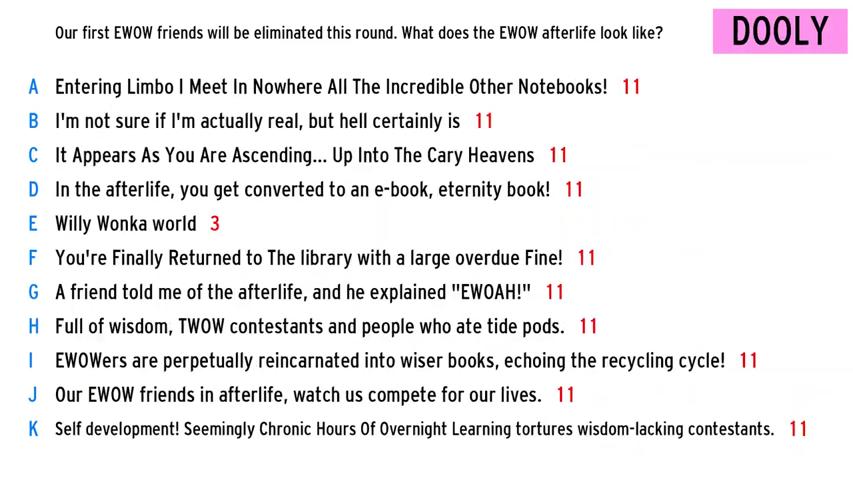 Our first EWOW friends will be eliminated this round. What does the EWOW afterlife look like?
DOOLY
A Entering Limbo I Meet In Nowhere All The Incredible Other Notebooks! 11
B I'm not sure if I'm actually real, but hell certainly is 11
C It Appears As You Are Ascending... Up Into The Cary Heavens 11
D In the afterlife, you get converted to an e-book, eternity book! 11
E Willy Wonka world 3
F You're Finally Returned to The library with a large overdue Fine! 11
G A friend told me of the afterlife, and he explained "EWOAH!" 11
H Full of wisdom, TWOW contestants and people who ate tide pods. 11
I EWOWers are perpetually reincarnated into wiser books, echoing the recycling cycle! 11
J Our EWOW friends in afterlife, watch us compete for our lives. 11
K Self development! Seemingly Chronic Hours Of Overnight Learning tortures wisdom-lacking contestants. 11